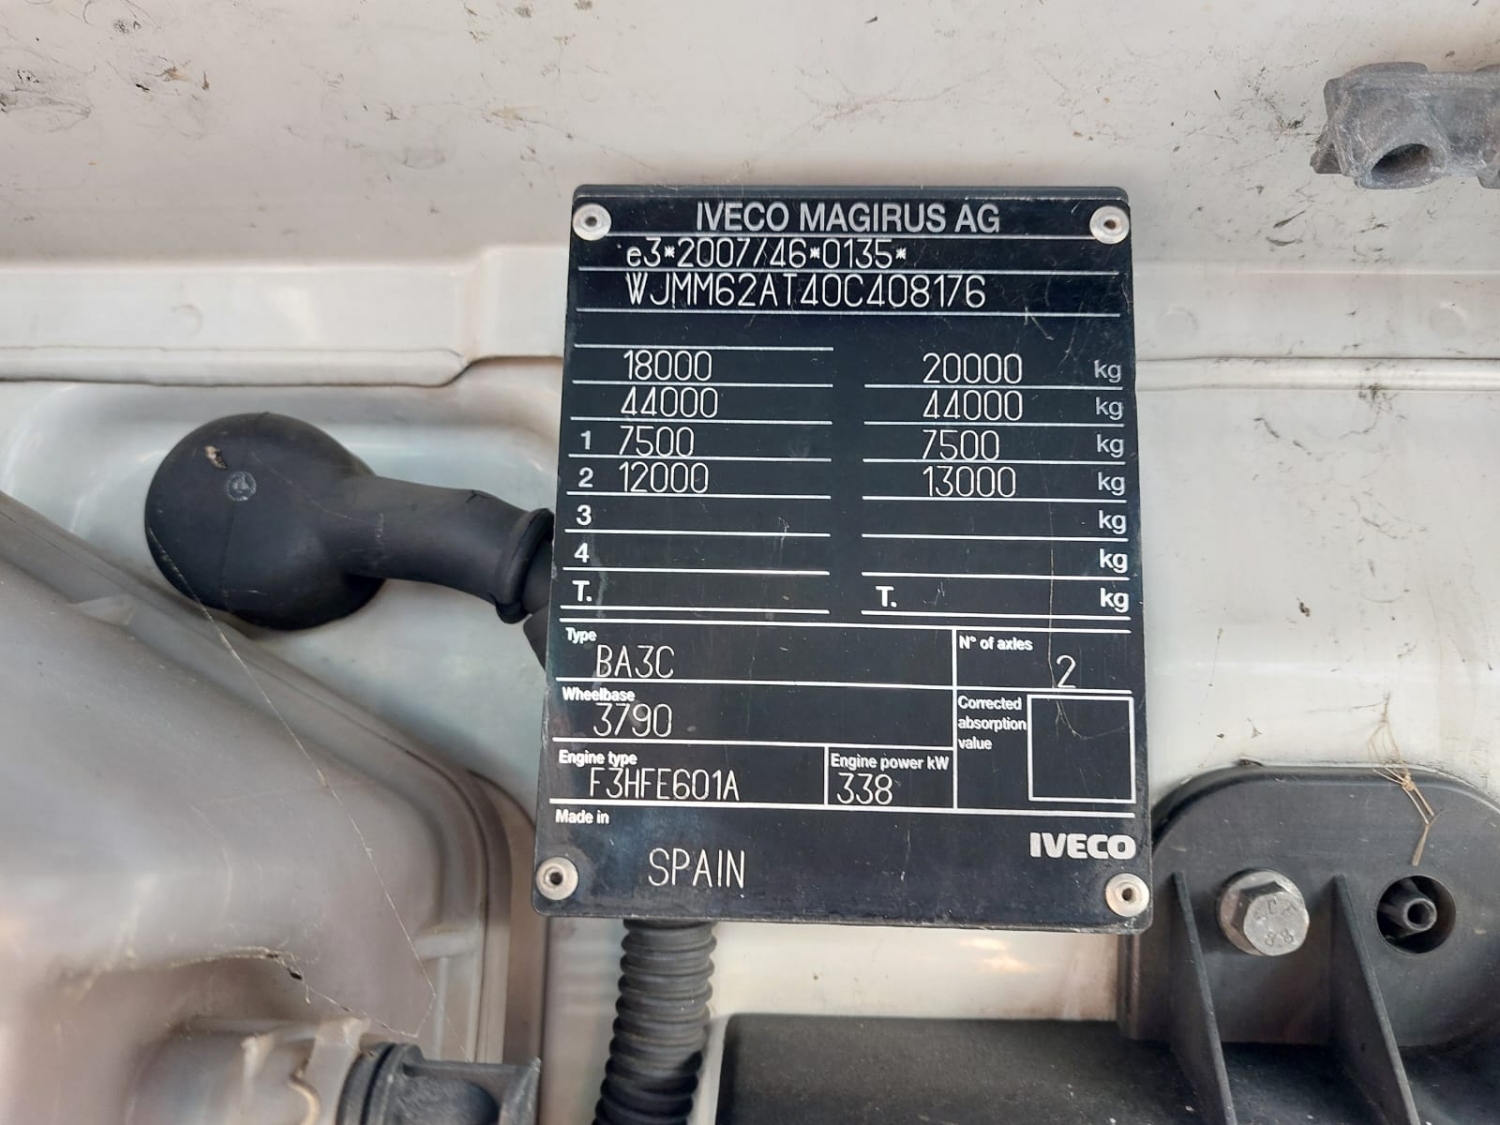 IVECO MAGIRUS AG
e3*2007/46*0135*
WJMM62AT40C408176
18000 20000 kg
44000 44000 kg
1 7500 7500 kg
2 12000 13000 kg
3 kg
4 kg
T. T. kg
Type N° of axles
BA3C 2
Wheelbase Corrected absorption value
3790
Engine type Engine power kW
F3HFE601A 338
Made in
IVECO
SPAIN
8.8